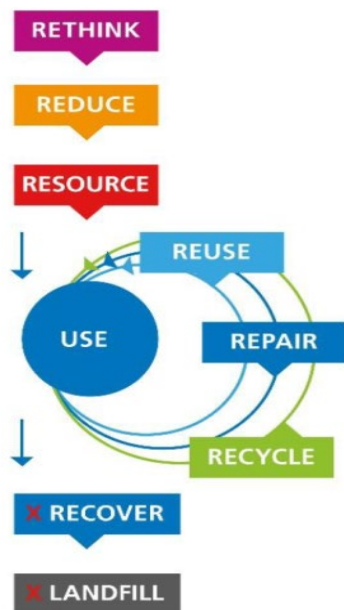 RETHINK
REDUCE
RESOURCE
REUSE
USE
REPAIR
RECYCLE
X RECOVER
X LANDFILL